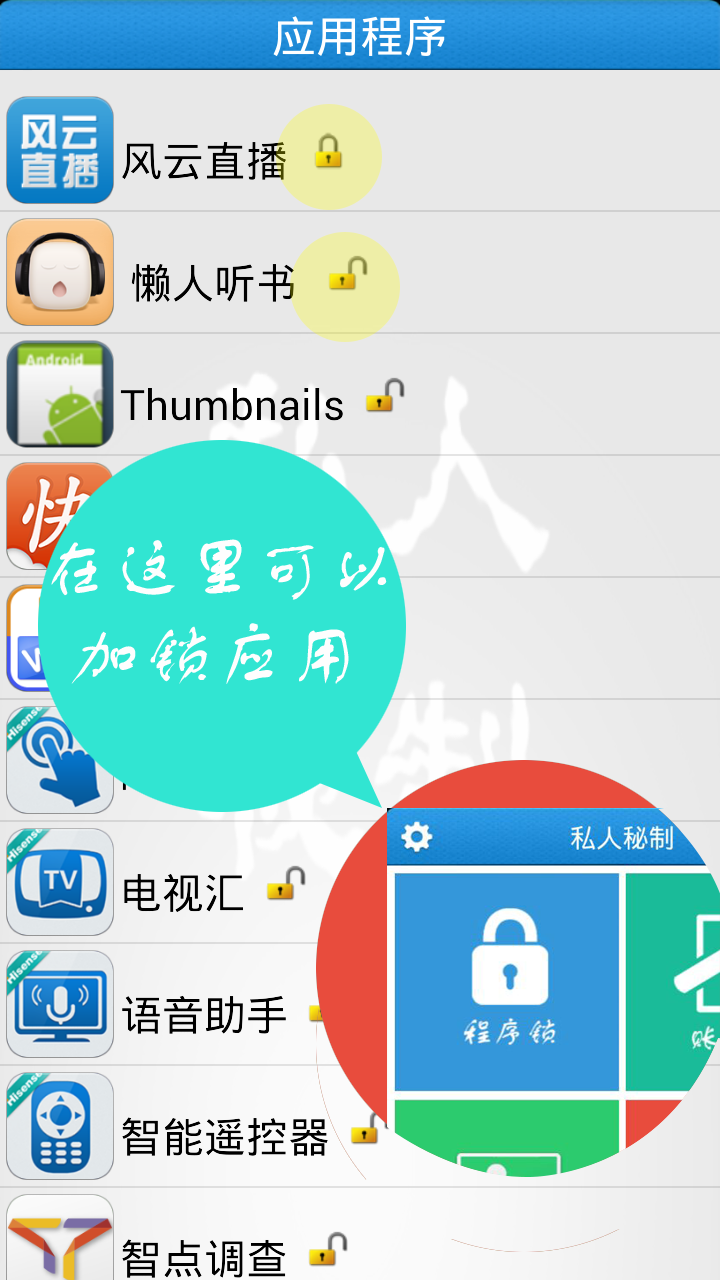 应用程序
风云
直播
风云直播
懒人听书
Android
Thumbnails
私人
快
在这里可以
加锁应用
秘制
Hisense
Hisense
TV
电视汇
私人秘制
Hisense
语音助手
程序锁
账
Hisense
智能遥控器
智点调查